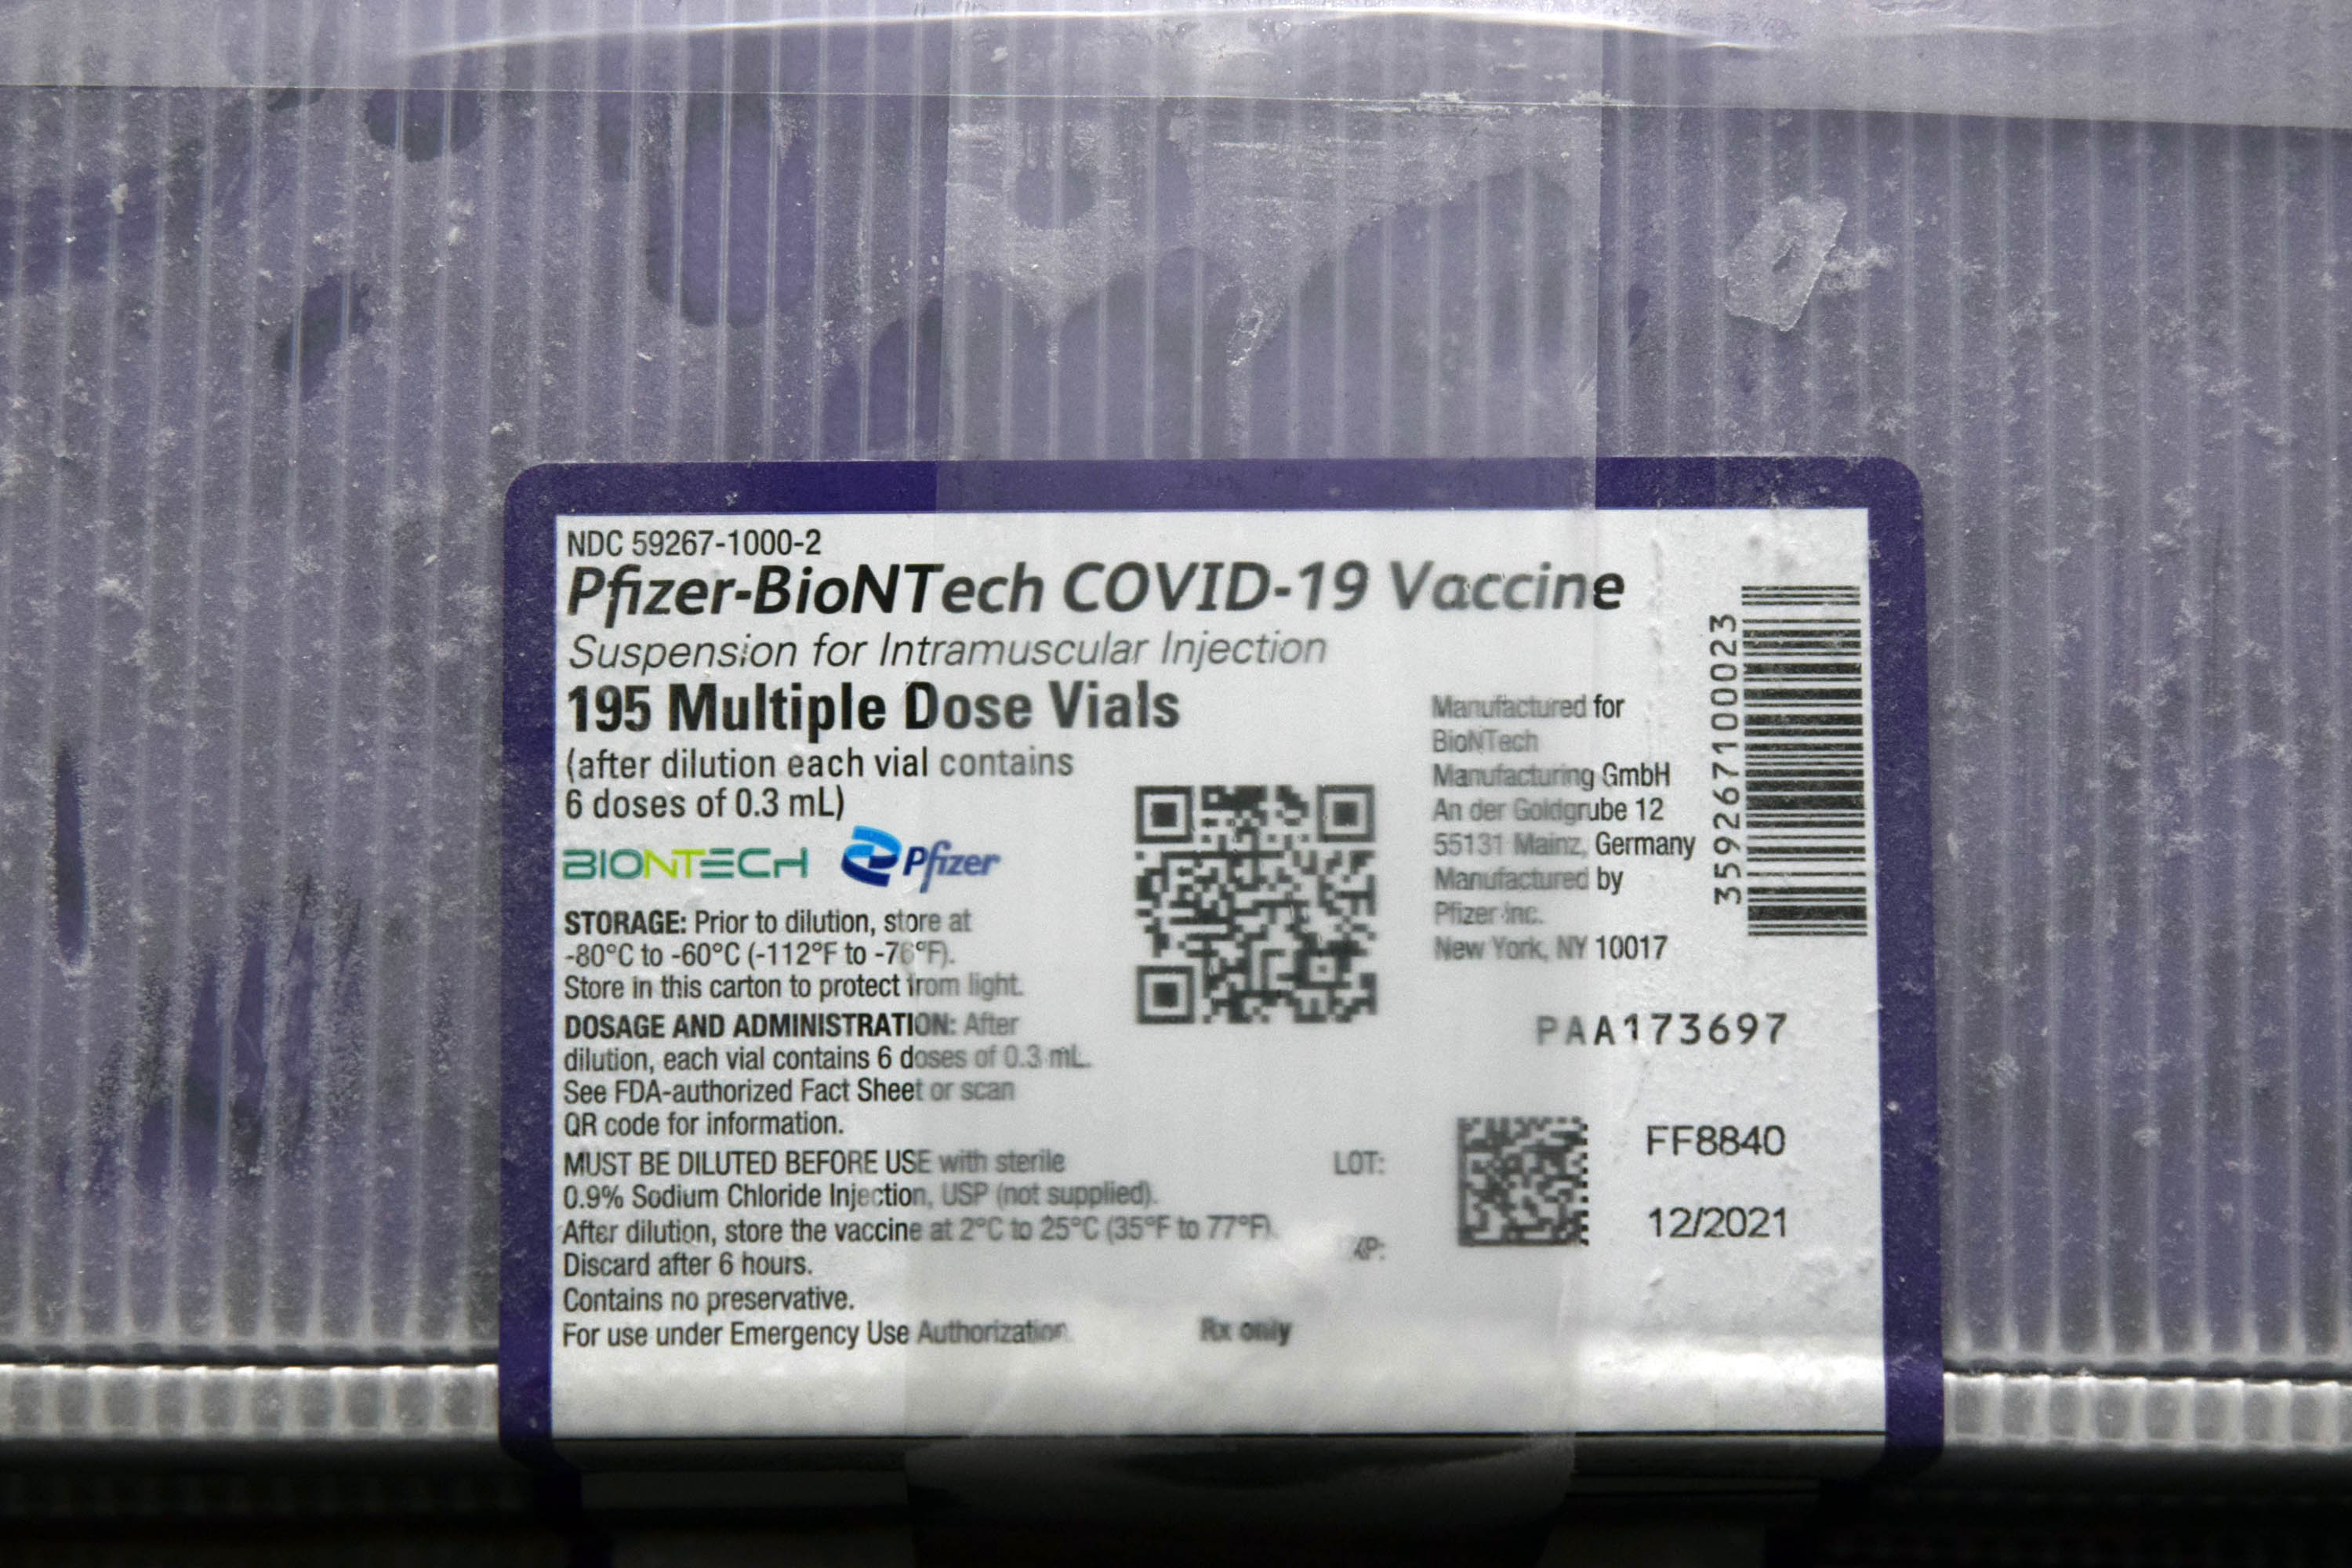 NDC 59267-1000-2
Pfizer-BioNTech COVID-19 Vaccine
Suspension for Intramuscular Injection
195 Multiple Dose Vials
(after dilution each vial contains
6 doses of 0.3 mL)
BIONTECH Pfizer
STORAGE: Prior to dilution, store at
-80°C to -60°C (-112°F to -76°F).
Store in this carton to protect from light.
DOSAGE AND ADMINISTRATION: After
dilution, each vial contains 6 doses of 0.3 mL.
See FDA-authorized Fact Sheet or scan
QR code for information.
MUST BE DILUTED BEFORE USE with sterile
0.9% Sodium Chloride Injection, USP (not supplied).
After dilution, store the vaccine at 2°C to 25°C (35°F to 77°F).
Discard after 6 hours.
Contains no preservative.
For use under Emergency Use Authorization.
Rx only
Manufactured for
BioNTech
Manufacturing GmbH
An der Goldgrube 12
55131 Mainz, Germany
Manufactured by
Pfizer Inc.
New York, NY 10017
359267100023
PAA173697
LOT: FF8840
12/2021